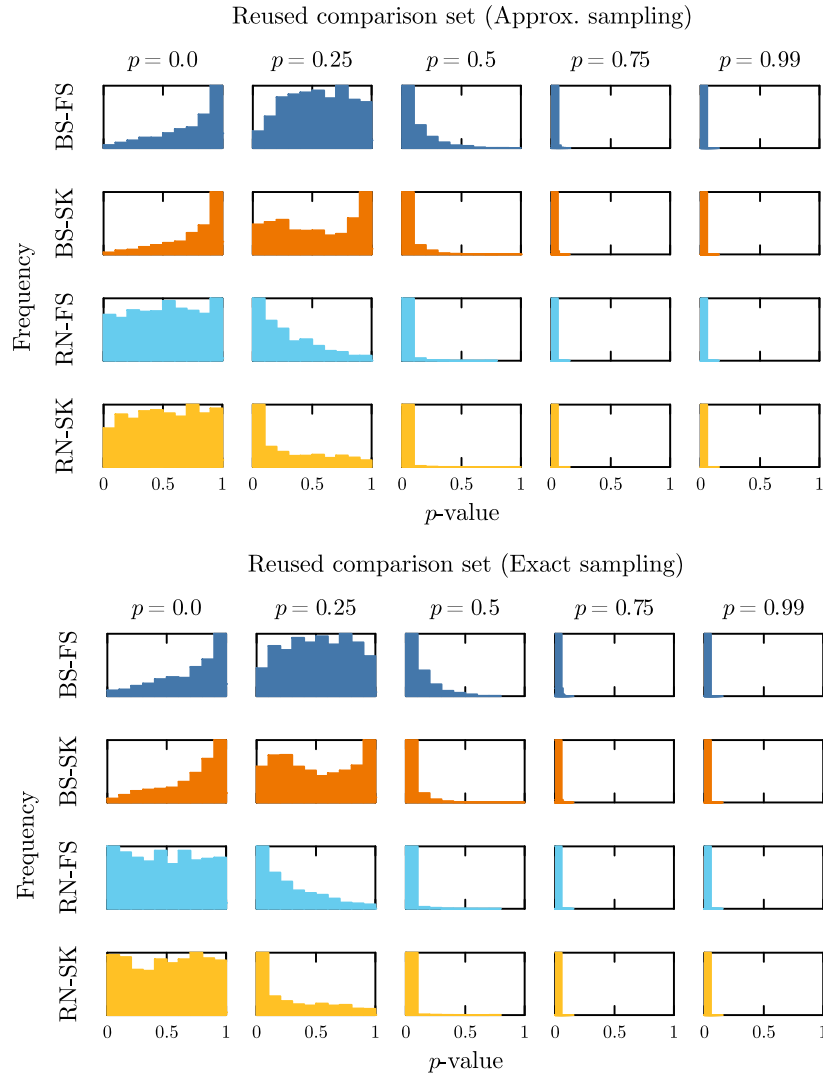 Reused comparison set (Approx. sampling)
p = 0.0 p = 0.25 p = 0.5 p = 0.75 p = 0.99
BS-FS
BS-SK
RN-FS
RN-SK
Frequency
0 0.5 1 0 0.5 1 0 0.5 1 0 0.5 1 0 0.5 1
p-value
Reused comparison set (Exact sampling)
p = 0.0 p = 0.25 p = 0.5 p = 0.75 p = 0.99
BS-FS
BS-SK
RN-FS
RN-SK
Frequency
0 0.5 1 0 0.5 1 0 0.5 1 0 0.5 1 0 0.5 1
p-value